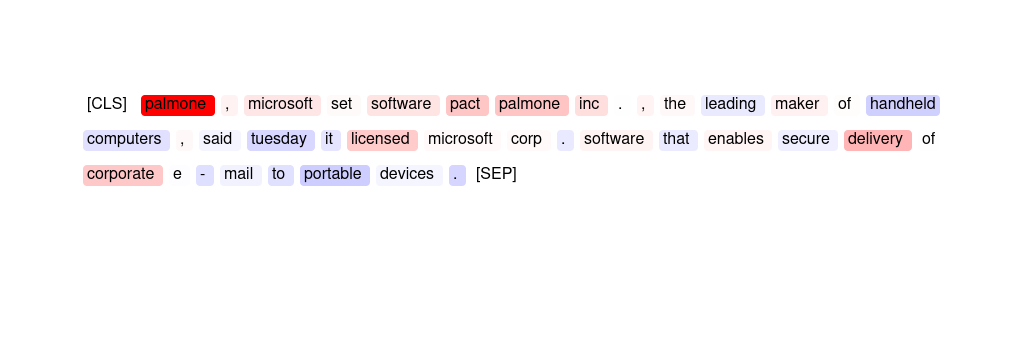 [CLS] palmone , microsoft set software pact palmone inc . , the leading maker of handheld
computers , said tuesday it licensed microsoft corp . software that enables secure delivery of
corporate e - mail to portable devices . [SEP]